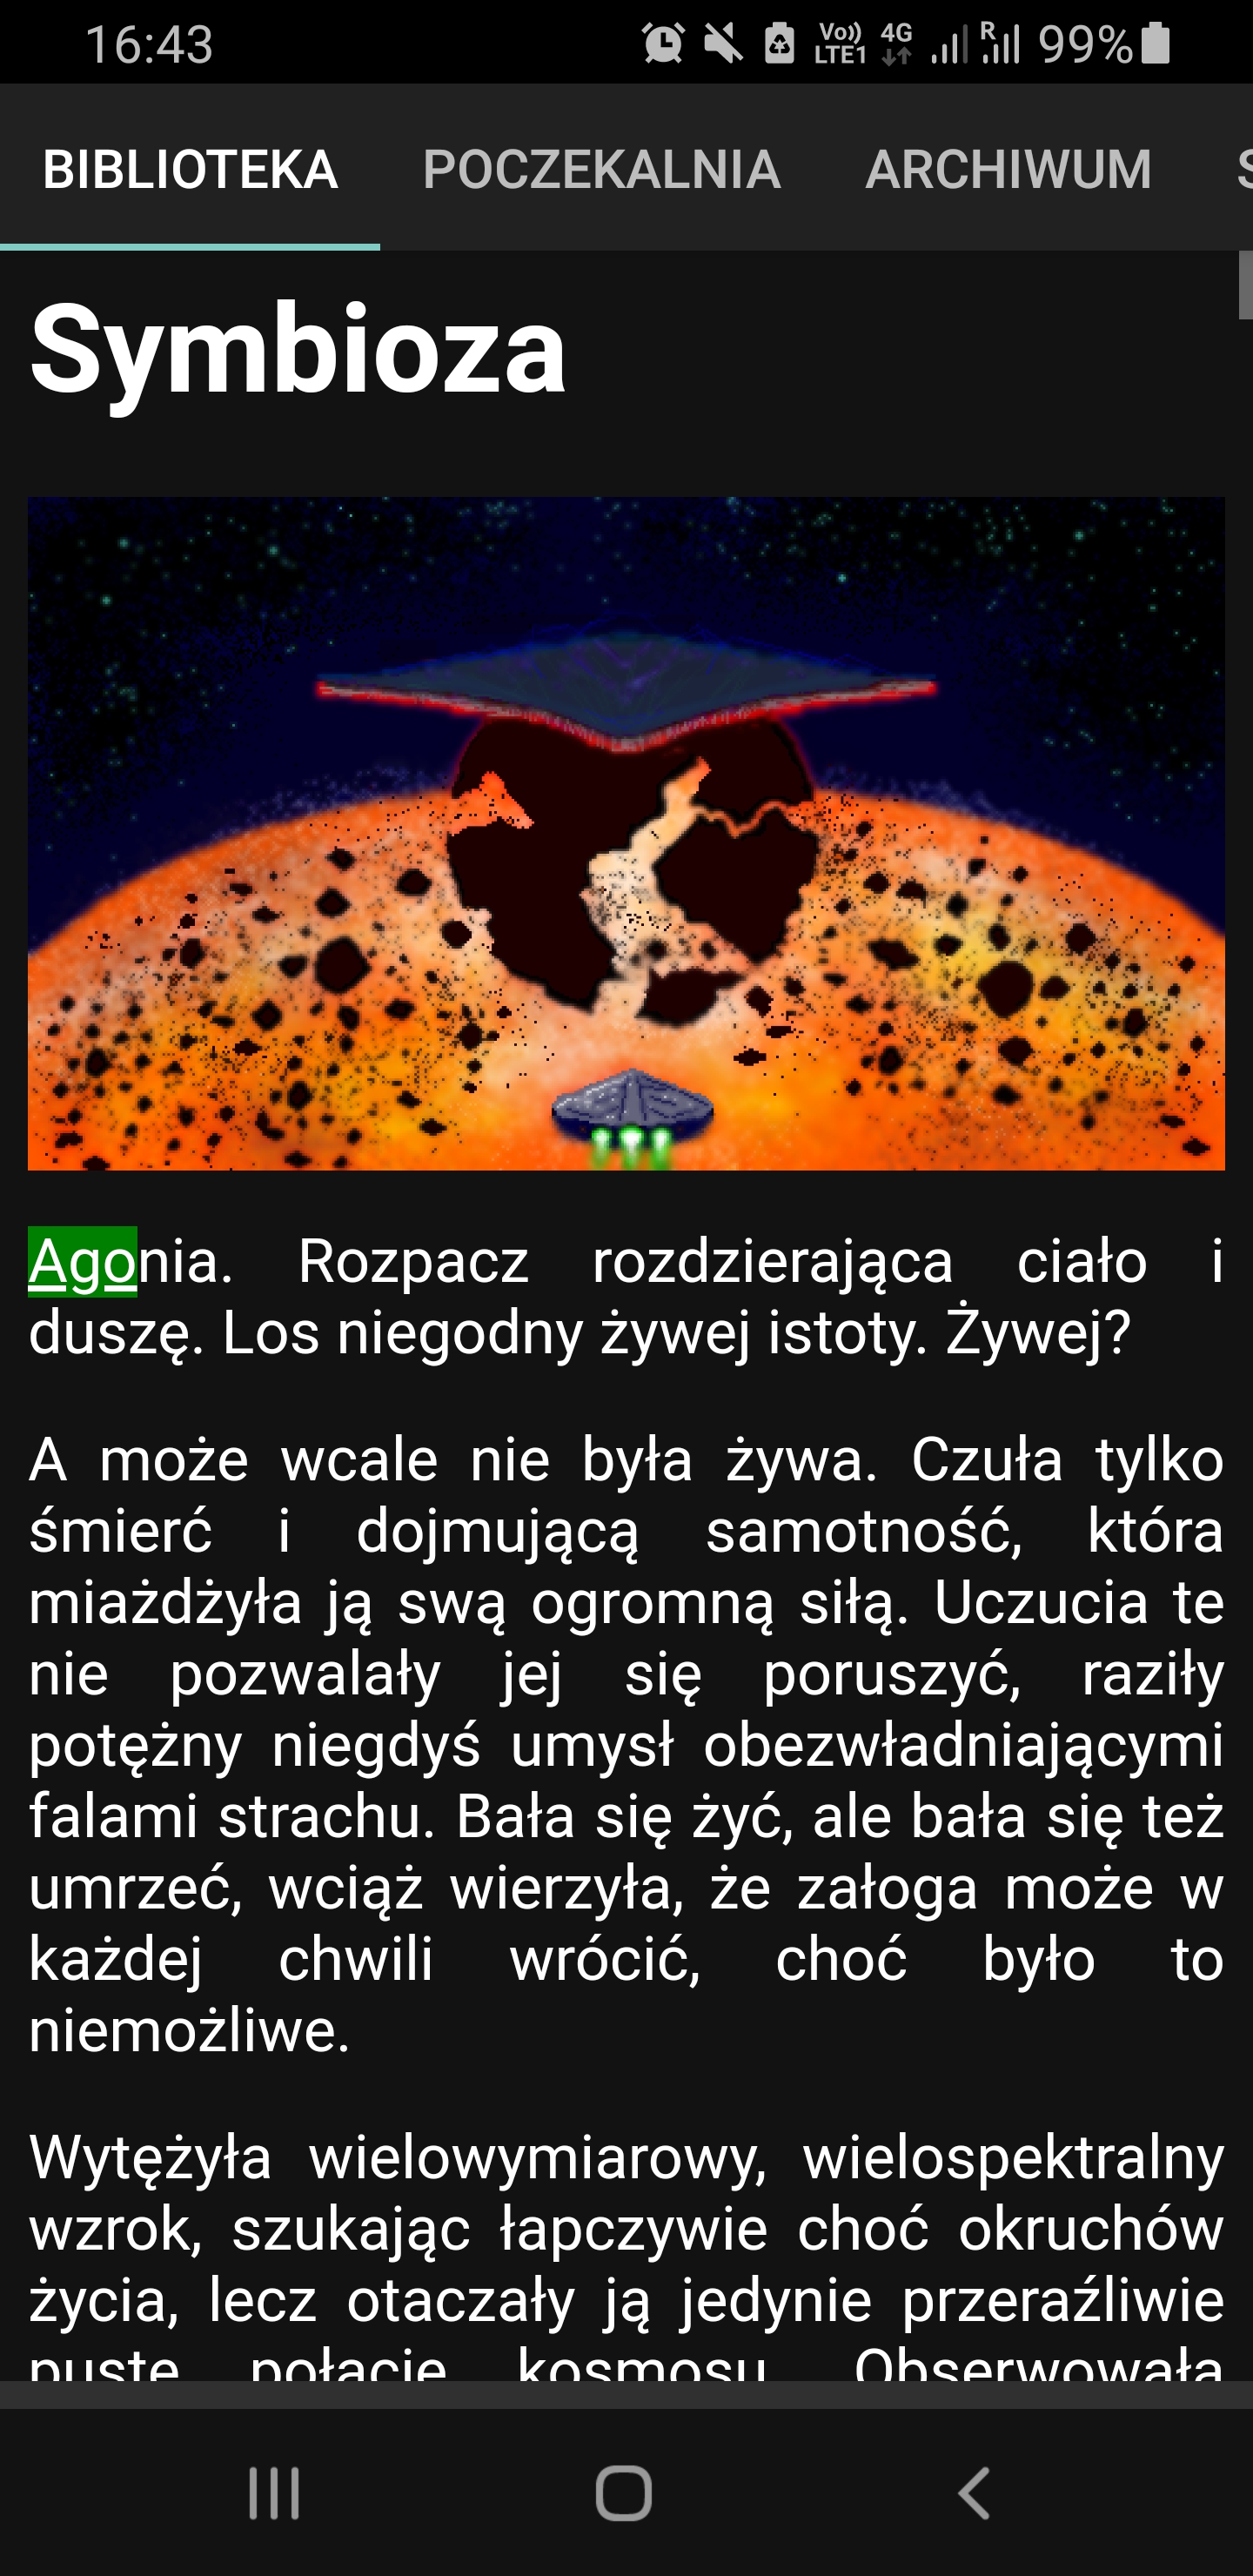 16:43
Vo)) LTE1 4G R 99%
BIBLIOTEKA POCZEKALNIA ARCHIWUM S
Symbioza
Agonia. Rozpacz rozdzierająca ciało i
duszę. Los niegodny żywej istoty. Żywej?
A może wcale nie była żywa. Czuła tylko
śmierć i dojmującą samotność, która
miażdżyła ją swą ogromną siłą. Uczucia te
nie pozwalały jej się poruszyć, raziły
potężny niegdyś umysł obezwładniającymi
falami strachu. Bała się żyć, ale bała się też
umrzeć, wciąż wierzyła, że załoga może w
każdej chwili wrócić, choć było to
niemożliwe.
Wytężyła wielowymiarowy, wielospektralny
wzrok, szukając łapczywie choć okruchów
życia, lecz otaczały ją jedynie przeraźliwie
puste połacie kosmosu. Obserwowała